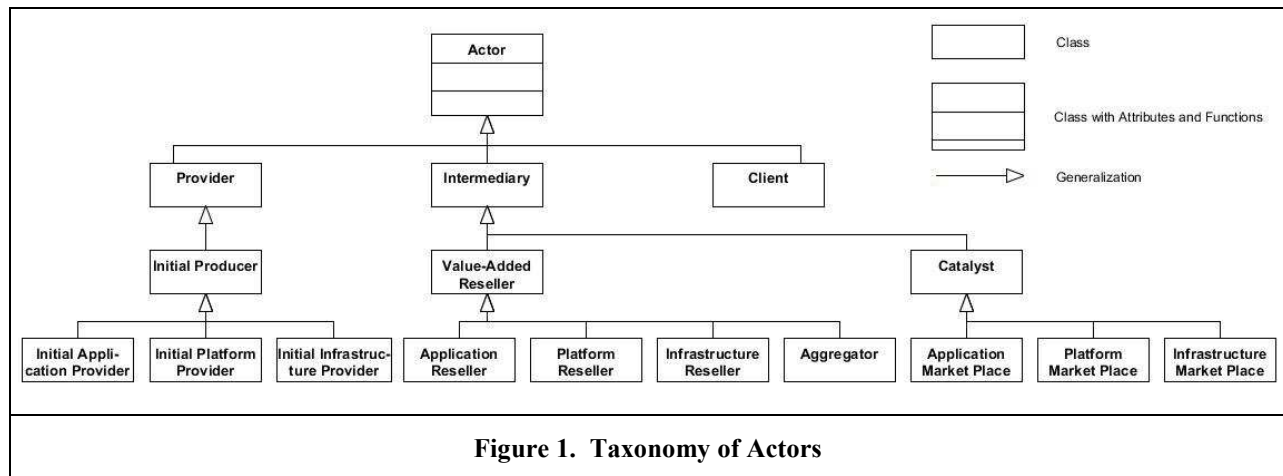 Actor
Class
Class with Attributes and Functions
Provider
Intermediary
Client
Generalization
Initial Producer
Value-Added
Reseller
Catalyst
Initial Appli-
cation Provider
Initial Platform
Provider
Initial Infrastruc-
ture Provider
Application
Reseller
Platform
Reseller
Infrastructure
Reseller
Aggregator
Application
Market Place
Platform
Market Place
Infrastructure
Market Place
Figure 1. Taxonomy of Actors